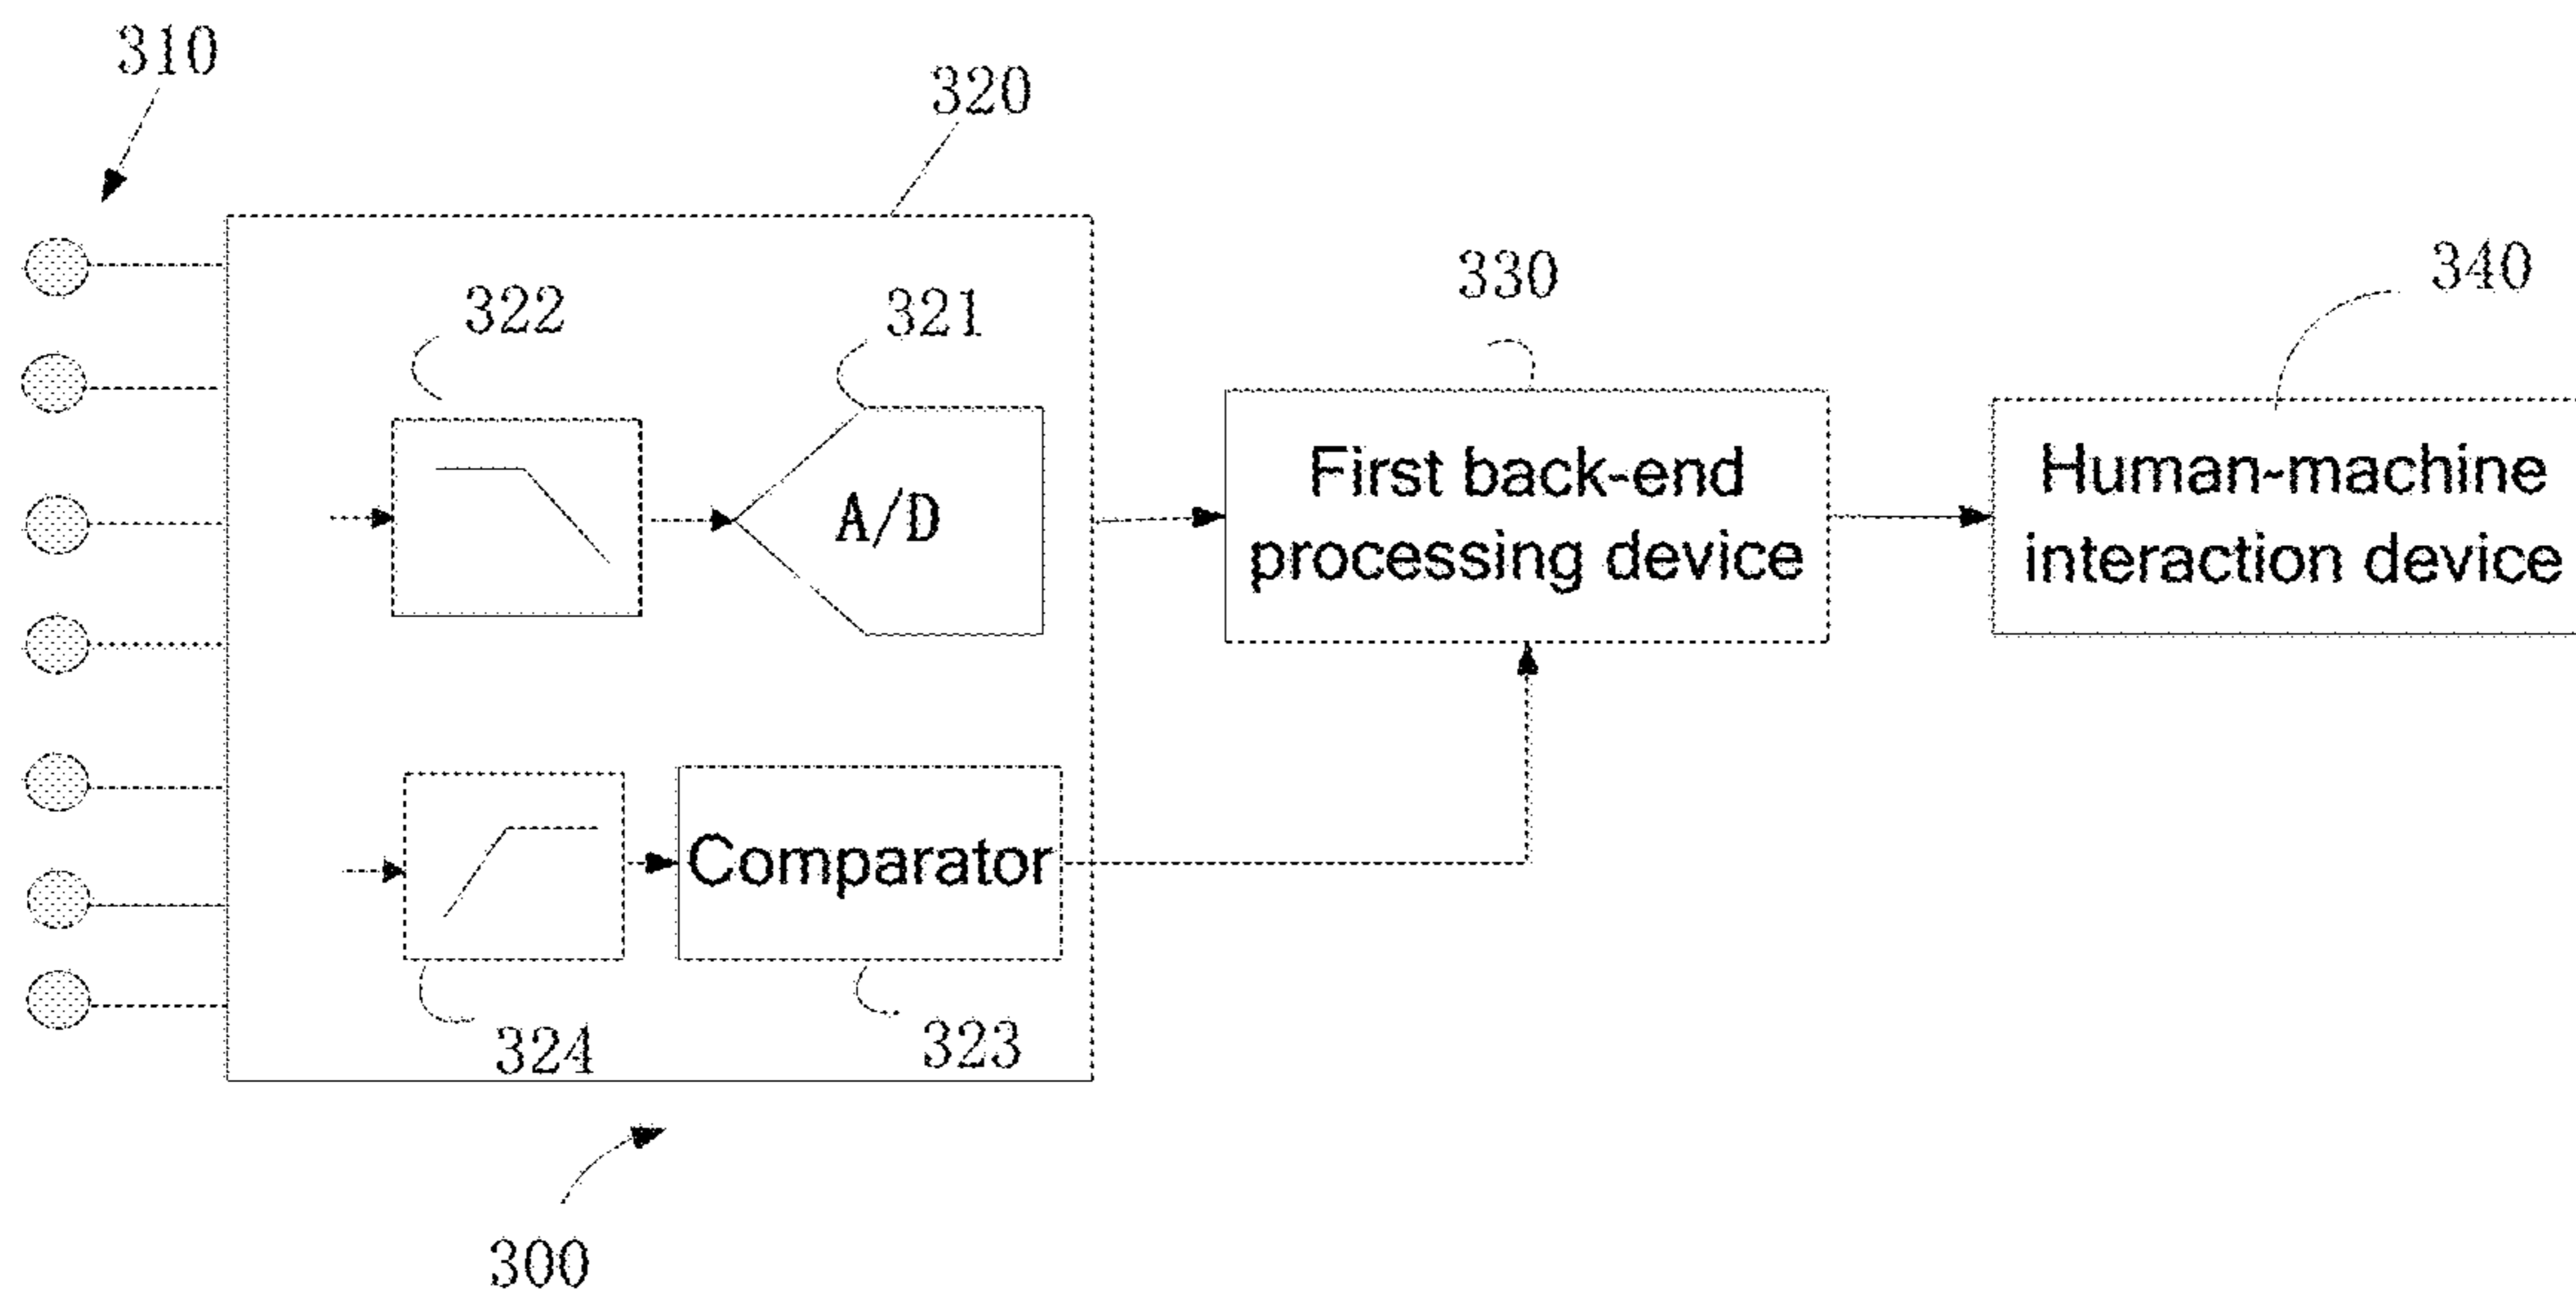 310
320
322
321
330
340
A/D
First back-end
processing device
Human-machine
interaction device
Comparator
324
323
300